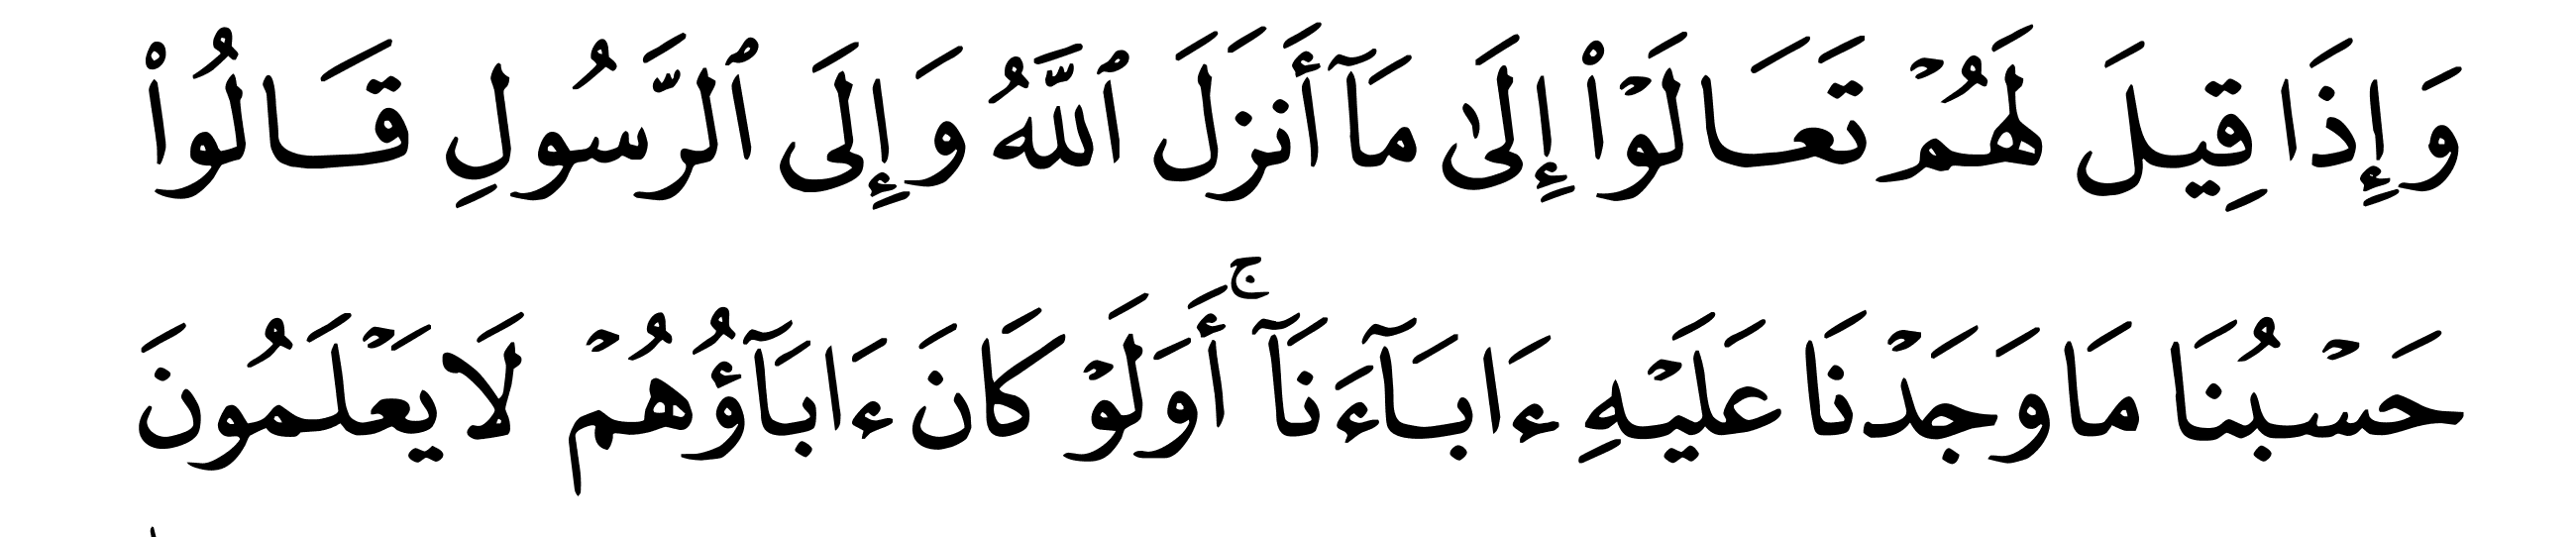 وَإِذَا قِيلَ لَهُمۡ تَعَالَوۡاْ إِلَىٰ مَآ أَنزَلَ ٱللَّهُ وَإِلَى ٱلرَّسُولِ قَالُواْ
حَسۡبُنَا مَا وَجَدۡنَا عَلَيۡهِ ءَابَآءَنَآۚ أَوَلَوۡ كَانَ ءَابَآؤُهُمۡ لَا يَعۡلَمُونَ